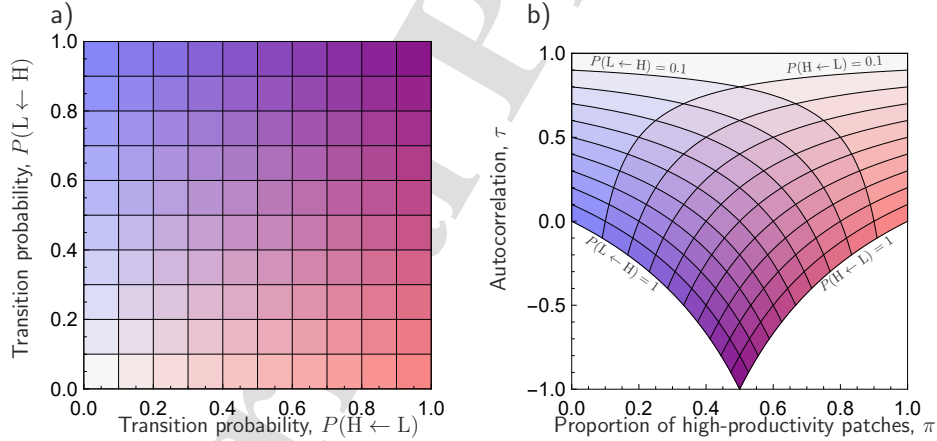 a)
1.0
0.8
0.6
0.4
0.2
0.0
Transition probability, P(L ← H)
0.0 0.2 0.4 0.6 0.8 1.0
Transition probability, P(H ← L)
b)
1.0
0.5
0.0
−0.5
−1.0
Autocorrelation, τ
P(L ← H) = 0.1
P(H ← L) = 0.1
P(L ← H) = 1
P(H ← L) = 1
0.0 0.2 0.4 0.6 0.8 1.0
Proportion of high-productivity patches, π